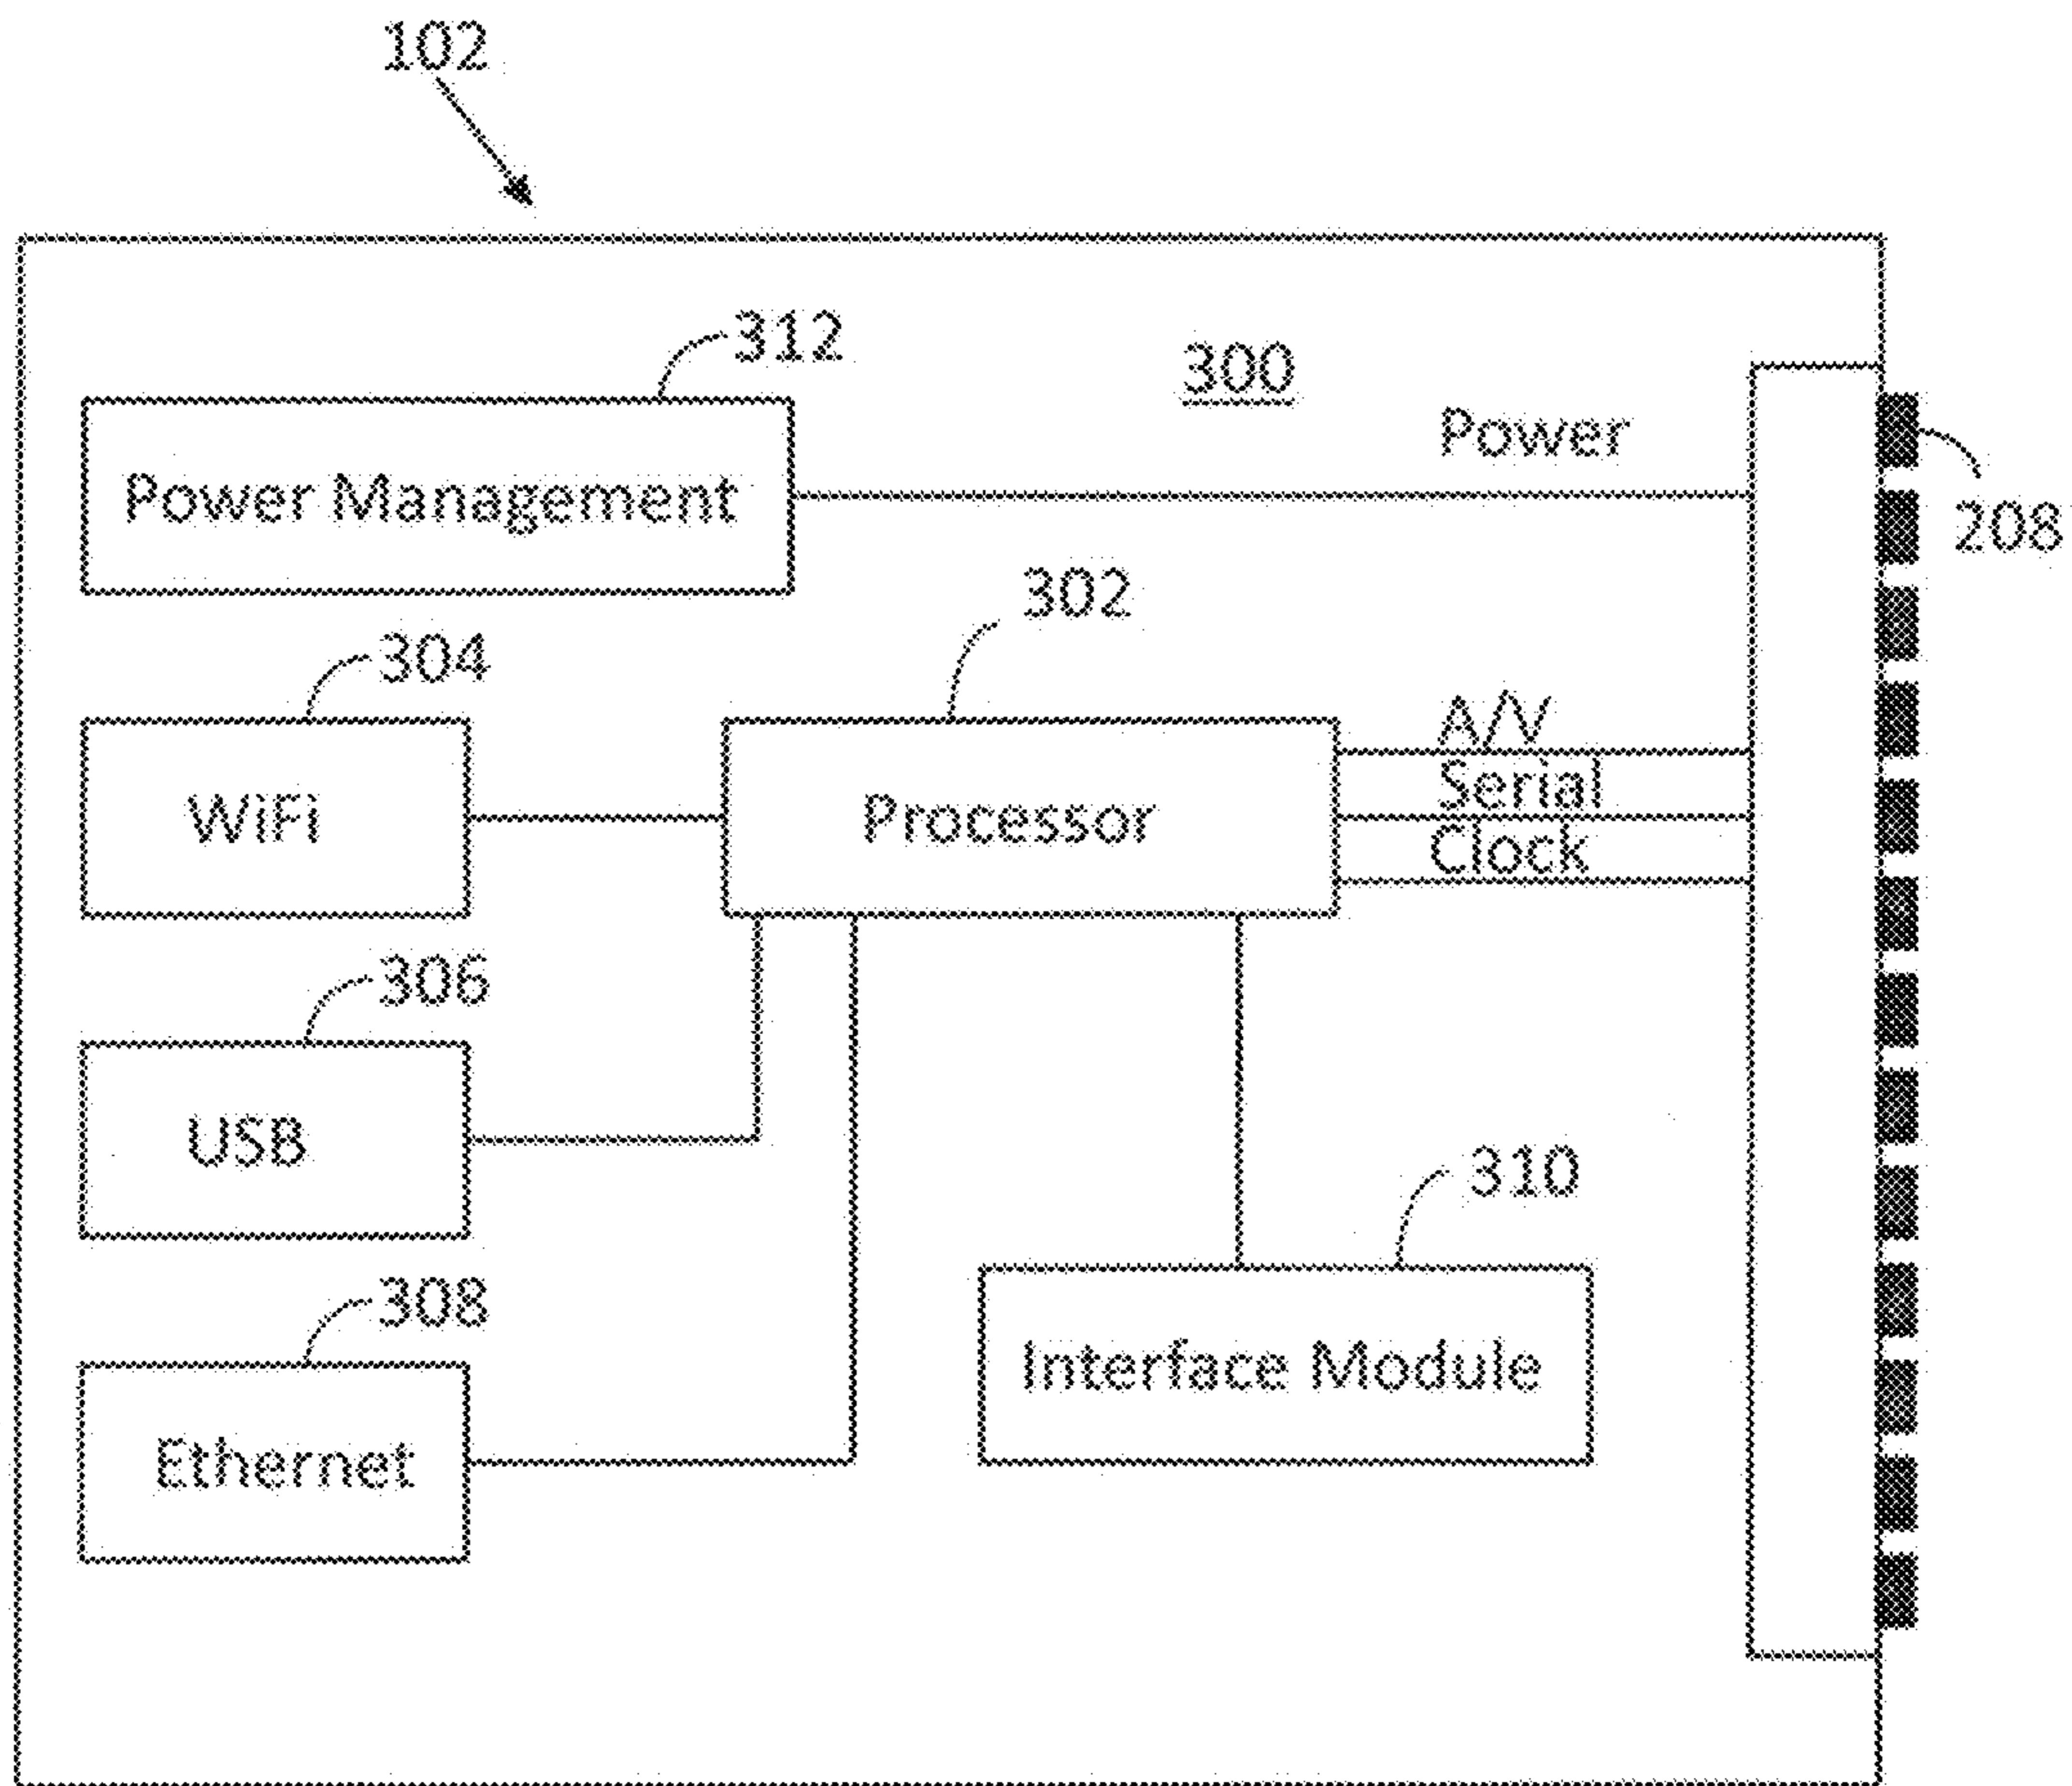 102
312
300
Power
Power Management
208
302
304
A/V
Serial
WiFi
Processor
Clock
306
USB
310
308
Interface Module
Ethernet